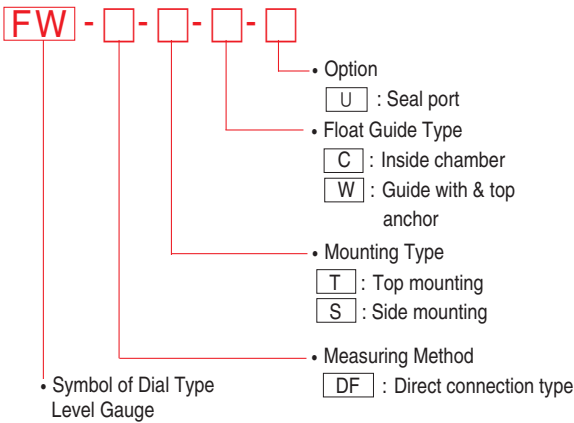 FW - □ - □ - □ - □
• Option
U : Seal port
• Float Guide Type
C : Inside chamber
W : Guide with & top
anchor
• Mounting Type
T : Top mounting
S : Side mounting
• Measuring Method
DF : Direct connection type
• Symbol of Dial Type
Level Gauge